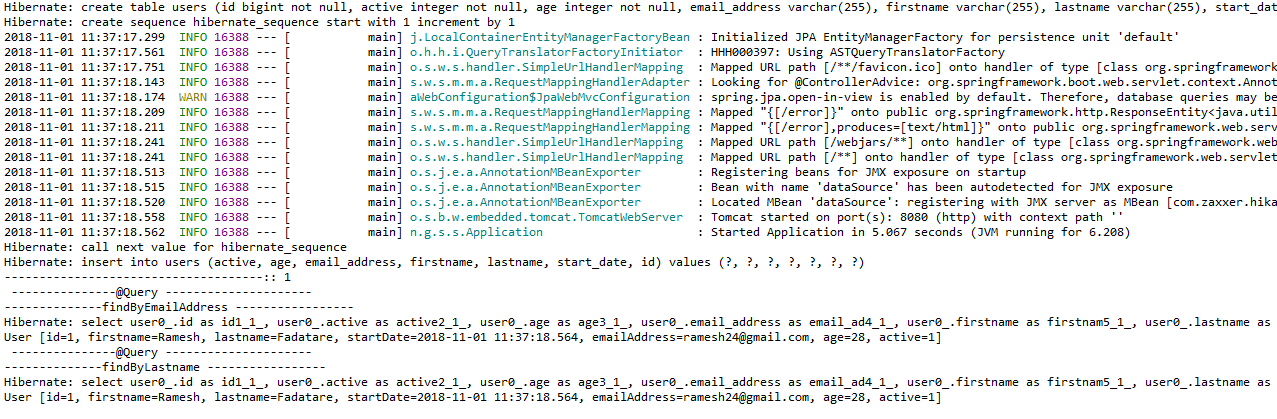 Hibernate: create table users (id bigint not null, active integer not null, age integer not null, email_address varchar(255), firstname varchar(255), lastname varchar(255), start_dat
Hibernate: create sequence hibernate_sequence start with 1 increment by 1
2018-11-01 11:37:17.299  INFO 16388 --- [           main] j.LocalContainerEntityManagerFactoryBean : Initialized JPA EntityManagerFactory for persistence unit 'default'
2018-11-01 11:37:17.561  INFO 16388 --- [           main] o.h.h.i.QueryTranslatorFactoryInitiator  : HHH000397: Using ASTQueryTranslatorFactory
2018-11-01 11:37:17.751  INFO 16388 --- [           main] o.s.w.s.handler.SimpleUrlHandlerMapping  : Mapped URL path [/**/favicon.ico] onto handler of type [class org.springframework
2018-11-01 11:37:18.143  INFO 16388 --- [           main] s.w.s.m.m.a.RequestMappingHandlerAdapter : Looking for @ControllerAdvice: org.springframework.boot.web.servlet.context.Annot
2018-11-01 11:37:18.174  WARN 16388 --- [           main] aWebConfiguration$JpaWebMvcConfiguration : spring.jpa.open-in-view is enabled by default. Therefore, database queries may be
2018-11-01 11:37:18.209  INFO 16388 --- [           main] s.w.s.m.m.a.RequestMappingHandlerMapping : Mapped "{[/error]}" onto public org.springframework.http.ResponseEntity<java.util
2018-11-01 11:37:18.211  INFO 16388 --- [           main] s.w.s.m.m.a.RequestMappingHandlerMapping : Mapped "{[/error],produces=[text/html]}" onto public org.springframework.web.serv
2018-11-01 11:37:18.241  INFO 16388 --- [           main] o.s.w.s.handler.SimpleUrlHandlerMapping  : Mapped URL path [/webjars/**] onto handler of type [class org.springframework.web
2018-11-01 11:37:18.241  INFO 16388 --- [           main] o.s.w.s.handler.SimpleUrlHandlerMapping  : Mapped URL path [/**] onto handler of type [class org.springframework.web.servlet
2018-11-01 11:37:18.513  INFO 16388 --- [           main] o.s.j.e.a.AnnotationMBeanExporter        : Registering beans for JMX exposure on startup
2018-11-01 11:37:18.515  INFO 16388 --- [           main] o.s.j.e.a.AnnotationMBeanExporter        : Bean with name 'dataSource' has been autodetected for JMX exposure
2018-11-01 11:37:18.520  INFO 16388 --- [           main] o.s.j.e.a.AnnotationMBeanExporter        : Located MBean 'dataSource': registering with JMX server as MBean [com.zaxxer.hika
2018-11-01 11:37:18.558  INFO 16388 --- [           main] o.s.b.w.embedded.tomcat.TomcatWebServer  : Tomcat started on port(s): 8080 (http) with context path ''
2018-11-01 11:37:18.562  INFO 16388 --- [           main] n.g.s.s.Application                      : Started Application in 5.067 seconds (JVM running for 6.208)
Hibernate: call next value for hibernate_sequence
Hibernate: insert into users (active, age, email_address, firstname, lastname, start_date, id) values (?, ?, ?, ?, ?, ?, ?)
-------------------------------------:: 1
 ---------------@Query ---------------------
--------------findByEmailAddress -----------------
Hibernate: select user0_.id as id1_1_, user0_.active as active2_1_, user0_.age as age3_1_, user0_.email_address as email_ad4_1_, user0_.firstname as firstnam5_1_, user0_.lastname as
User [id=1, firstname=Ramesh, lastname=Fadatare, startDate=2018-11-01 11:37:18.564, emailAddress=ramesh24@gmail.com, age=28, active=1]
 ---------------@Query ---------------------
--------------findByLastname -----------------
Hibernate: select user0_.id as id1_1_, user0_.active as active2_1_, user0_.age as age3_1_, user0_.email_address as email_ad4_1_, user0_.firstname as firstnam5_1_, user0_.lastname as
User [id=1, firstname=Ramesh, lastname=Fadatare, startDate=2018-11-01 11:37:18.564, emailAddress=ramesh24@gmail.com, age=28, active=1]